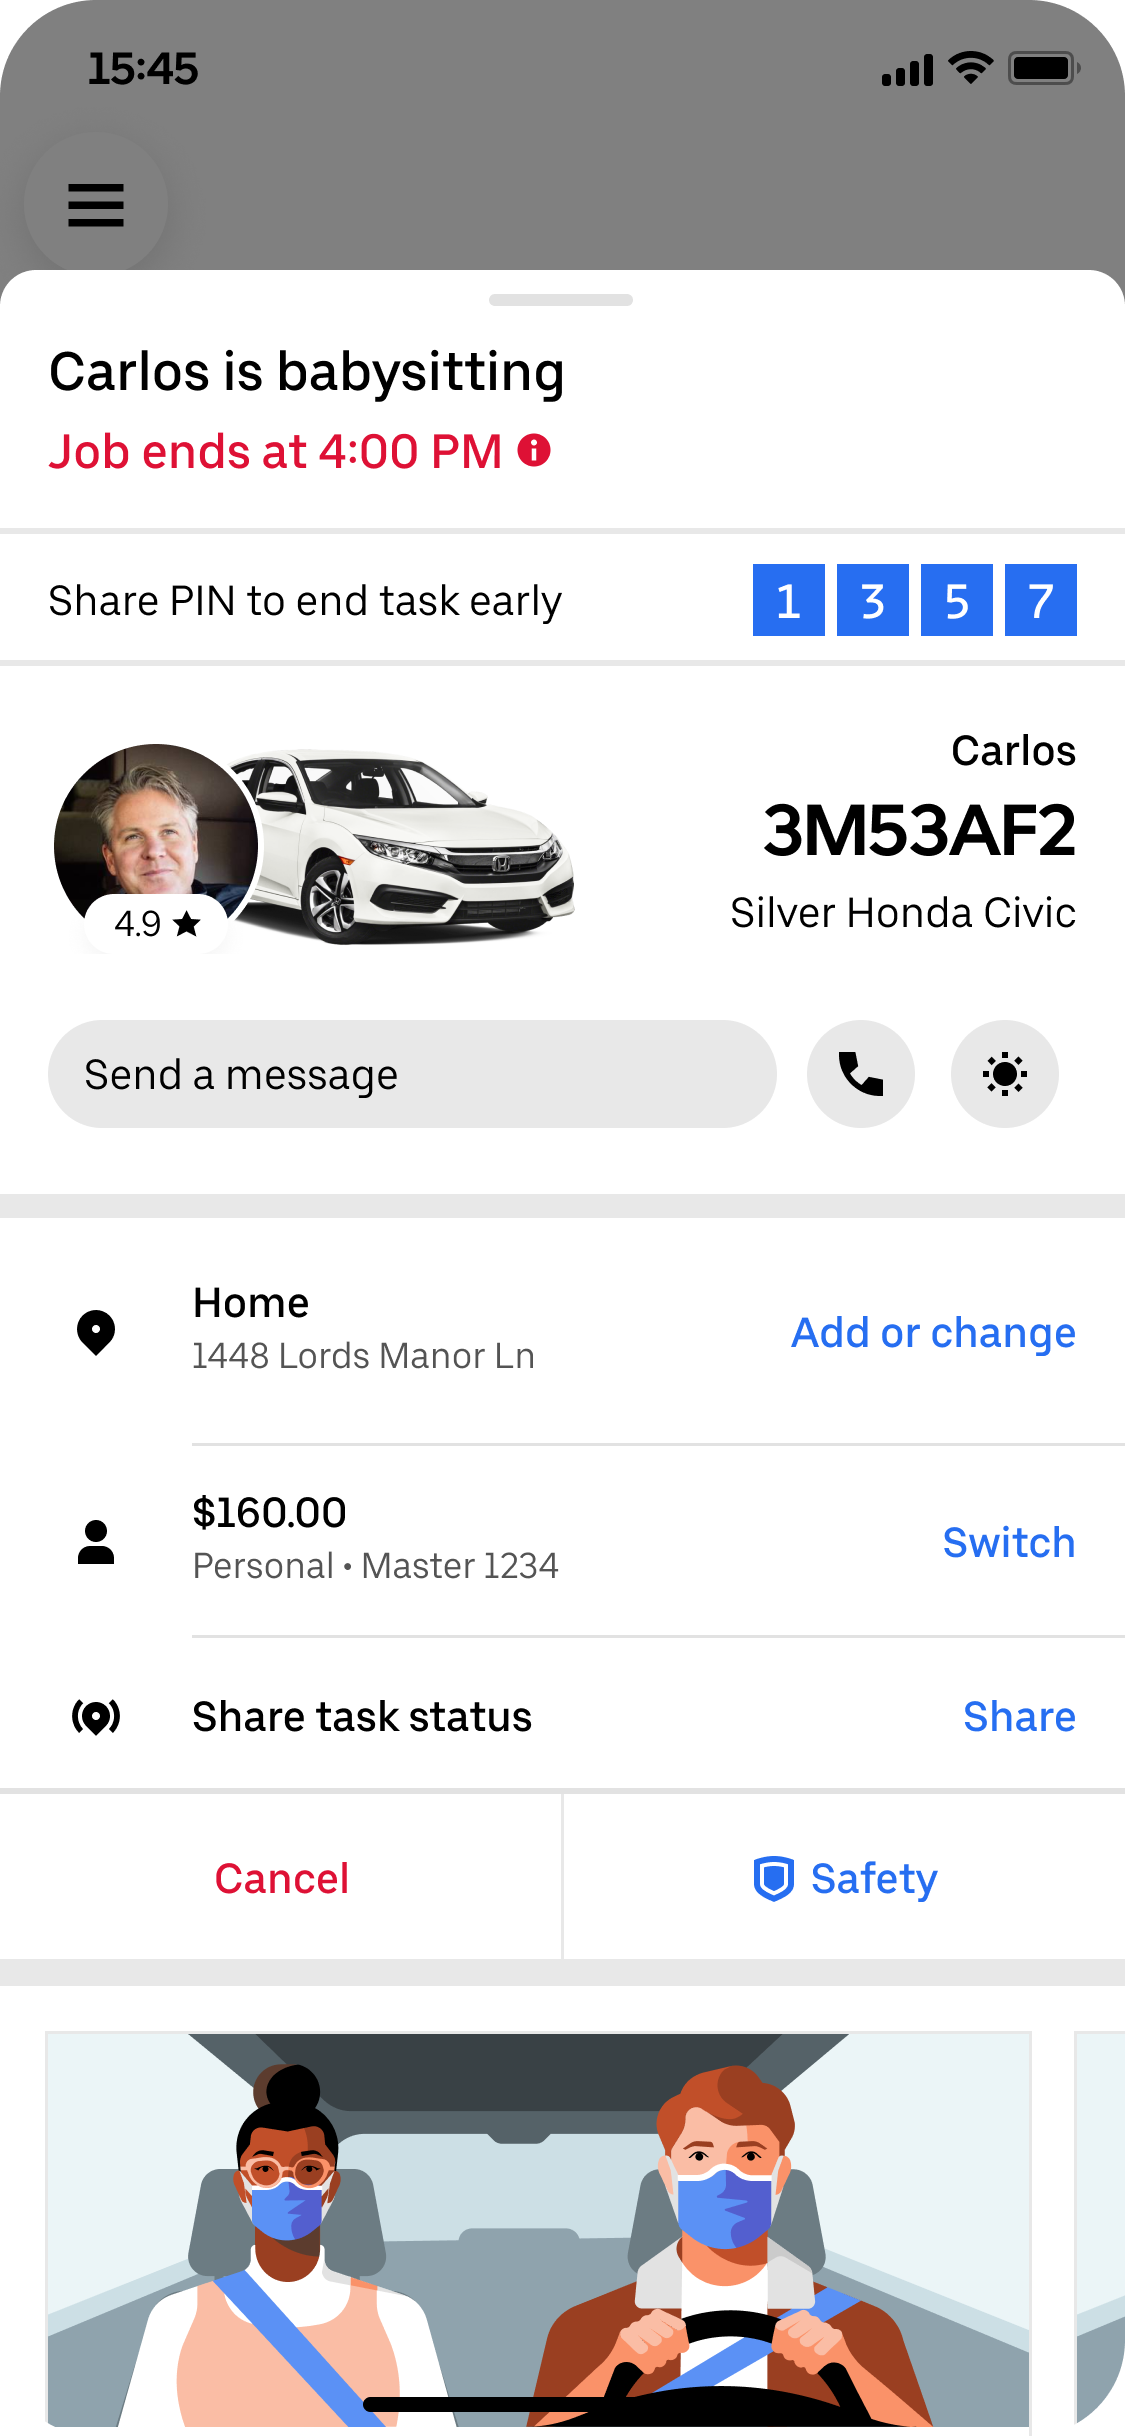 15:45
Carlos is babysitting
Job ends at 4:00 PM
Share PIN to end task early
1 3 5 7
Carlos
3M53AF2
Silver Honda Civic
4.9
Send a message
Home
1448 Lords Manor Ln
Add or change
$160.00
Personal • Master 1234
Switch
Share task status
Share
Cancel
Safety